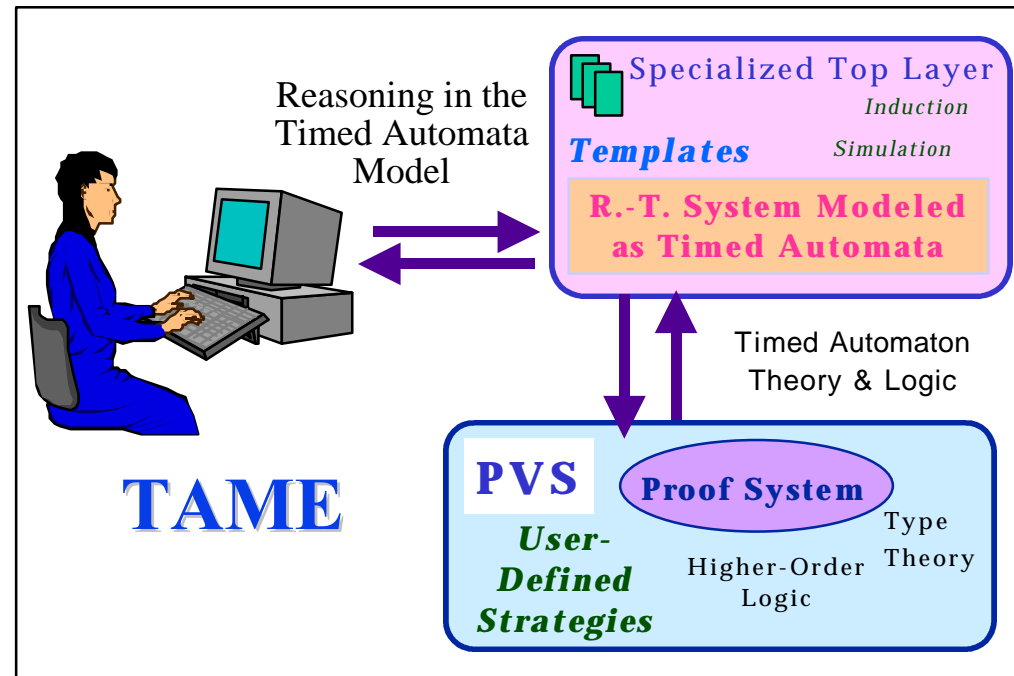 Reasoning in the
Timed Automata
Model
Specialized Top Layer
Induction
Simulation
Templates
R.-T. System Modeled
as Timed Automata
Timed Automaton
Theory & Logic
TAME
PVS
Proof System
User-
Defined
Strategies
Higher-Order
Logic
Type
Theory